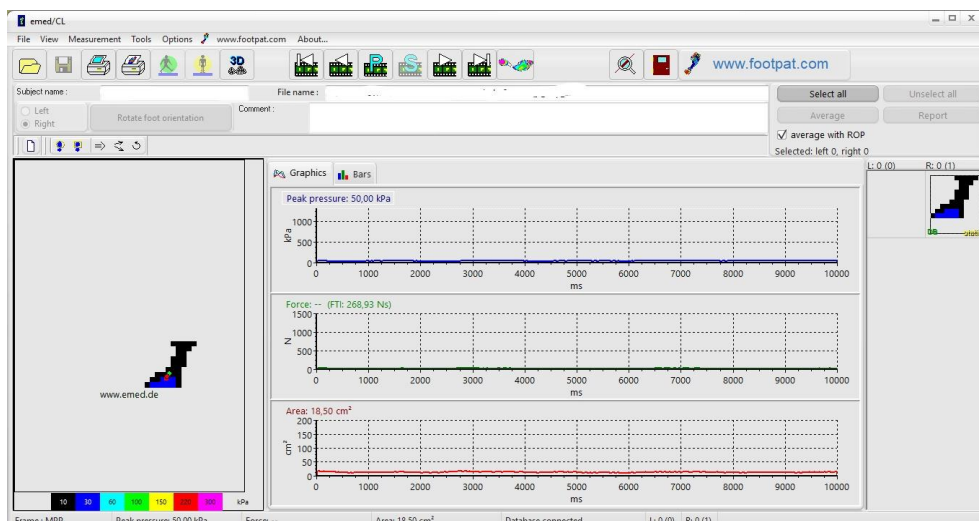 emed/CL
File View Measurement Tools Options www.footpat.com About...
3D
P S
www.footpat.com
Subject name :
File name :
Select all
Unselect all
Left
Right
Rotate foot orientation
Comment :
Average
Report
average with ROP
Selected: left 0, right 0
L: 0 (0) R: 0 (1)
Graphics
Bars
Peak pressure: 50,00 kPa
kPa
1000
500
0
0 1000 2000 3000 4000 5000 6000 7000 8000 9000 10000
ms
Force: -- (FTI: 268,93 Ns)
N
1500
1000
500
0
0 1000 2000 3000 4000 5000 6000 7000 8000 9000 10000
ms
Area: 18,50 cm²
cm²
200
150
100
50
0
0 1000 2000 3000 4000 5000 6000 7000 8000 9000 10000
ms
www.emed.de
10 30 60 100 150 220 300 kPa
Frame : MPP Peak pressure: 50,00 kPa Force: -- Area: 18,50 cm² Database connected L: 0 (0) R: 0 (1)